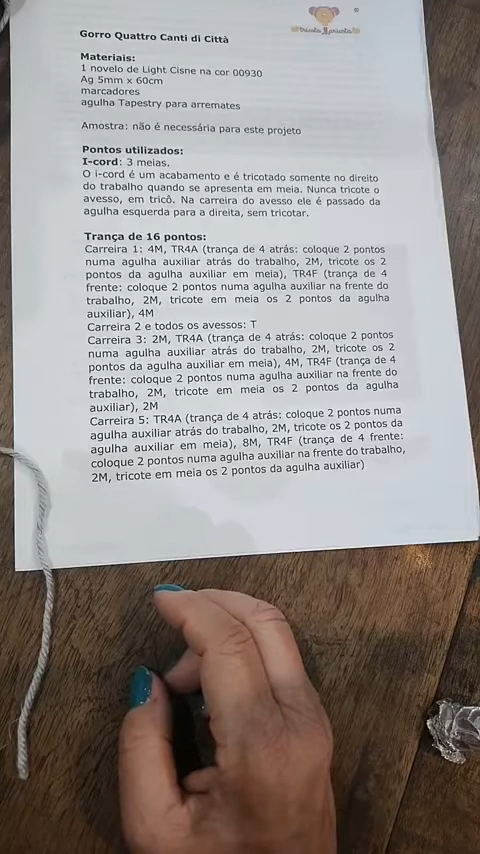 Tricota Maricota
®
Gorro Quattro Canti di Città
Materiais:
1 novelo de Light Cisne na cor 00930
Ag 5mm x 60cm
marcadores
agulha Tapestry para arremates
Amostra: não é necessária para este projeto
Pontos utilizados:
I-cord: 3 meias.
O i-cord é um acabamento e é tricotado somente no direito
do trabalho quando se apresenta em meia. Nunca tricote o
avesso, em tricô. Na carreira do avesso ele é passado da
agulha esquerda para a direita, sem tricotar.
Trança de 16 pontos:
Carreira 1: 4M, TR4A (trança de 4 atrás: coloque 2 pontos
numa agulha auxiliar atrás do trabalho, 2M, tricote os 2
pontos da agulha auxiliar em meia), TR4F (trança de 4
frente: coloque 2 pontos numa agulha auxiliar na frente do
trabalho, 2M, tricote em meia os 2 pontos da agulha
auxiliar), 4M
Carreira 2 e todos os avessos: T
Carreira 3: 2M, TR4A (trança de 4 atrás: coloque 2 pontos
numa agulha auxiliar atrás do trabalho, 2M, tricote os 2
pontos da agulha auxiliar em meia), 4M, TR4F (trança de 4
frente: coloque 2 pontos numa agulha auxiliar na frente do
trabalho, 2M, tricote em meia os 2 pontos da agulha
auxiliar), 2M
Carreira 5: TR4A (trança de 4 atrás: coloque 2 pontos numa
agulha auxiliar atrás do trabalho, 2M, tricote os 2 pontos da
agulha auxiliar em meia), 8M, TR4F (trança de 4 frente:
coloque 2 pontos numa agulha auxiliar na frente do trabalho,
2M, tricote em meia os 2 pontos da agulha auxiliar)